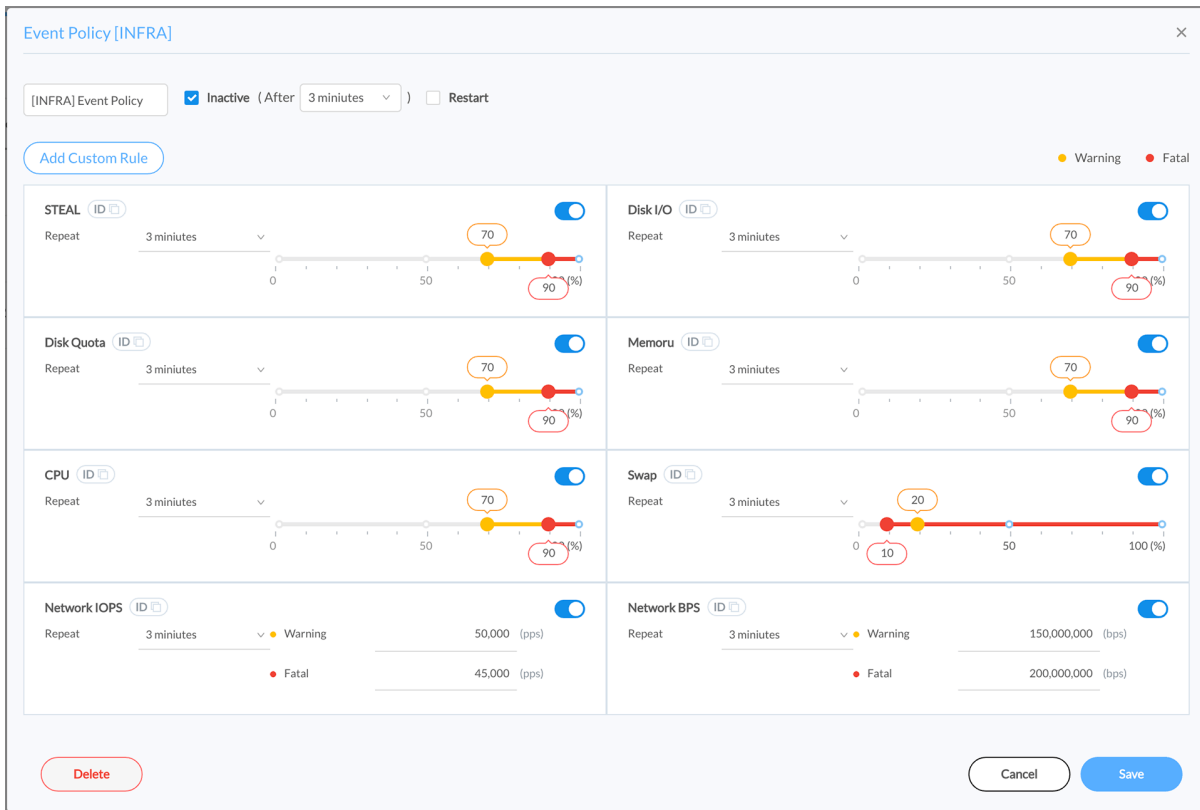 Event Policy [INFRA]
[INFRA] Event Policy Inactive ( After 3 miniutes ) Restart
Add Custom Rule Warning Fatal
STEAL ID
Repeat 3 miniutes
70
0 50 (%)
90
Disk I/O ID
Repeat 3 miniutes
70
0 50 (%)
90
Disk Quota ID
Repeat 3 miniutes
70
0 50 (%)
90
Memoru ID
Repeat 3 miniutes
70
0 50 (%)
90
CPU ID
Repeat 3 miniutes
70
0 50 (%)
90
Swap ID
Repeat 3 miniutes
20
0 50 100 (%)
10
Network IOPS ID
Repeat 3 miniutes Warning 50,000 (pps)
Fatal 45,000 (pps)
Network BPS ID
Repeat 3 miniutes Warning 150,000,000 (bps)
Fatal 200,000,000 (bps)
Delete Cancel Save